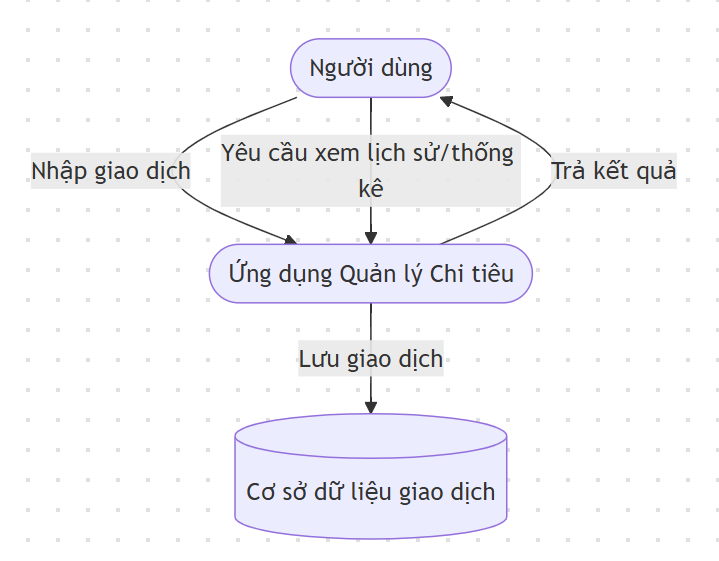 Người dùng
Nhập giao dịch
Yêu cầu xem lịch sử/thống
kê
Trả kết quả
Ứng dụng Quản lý Chi tiêu
Lưu giao dịch
Cơ sở dữ liệu giao dịch